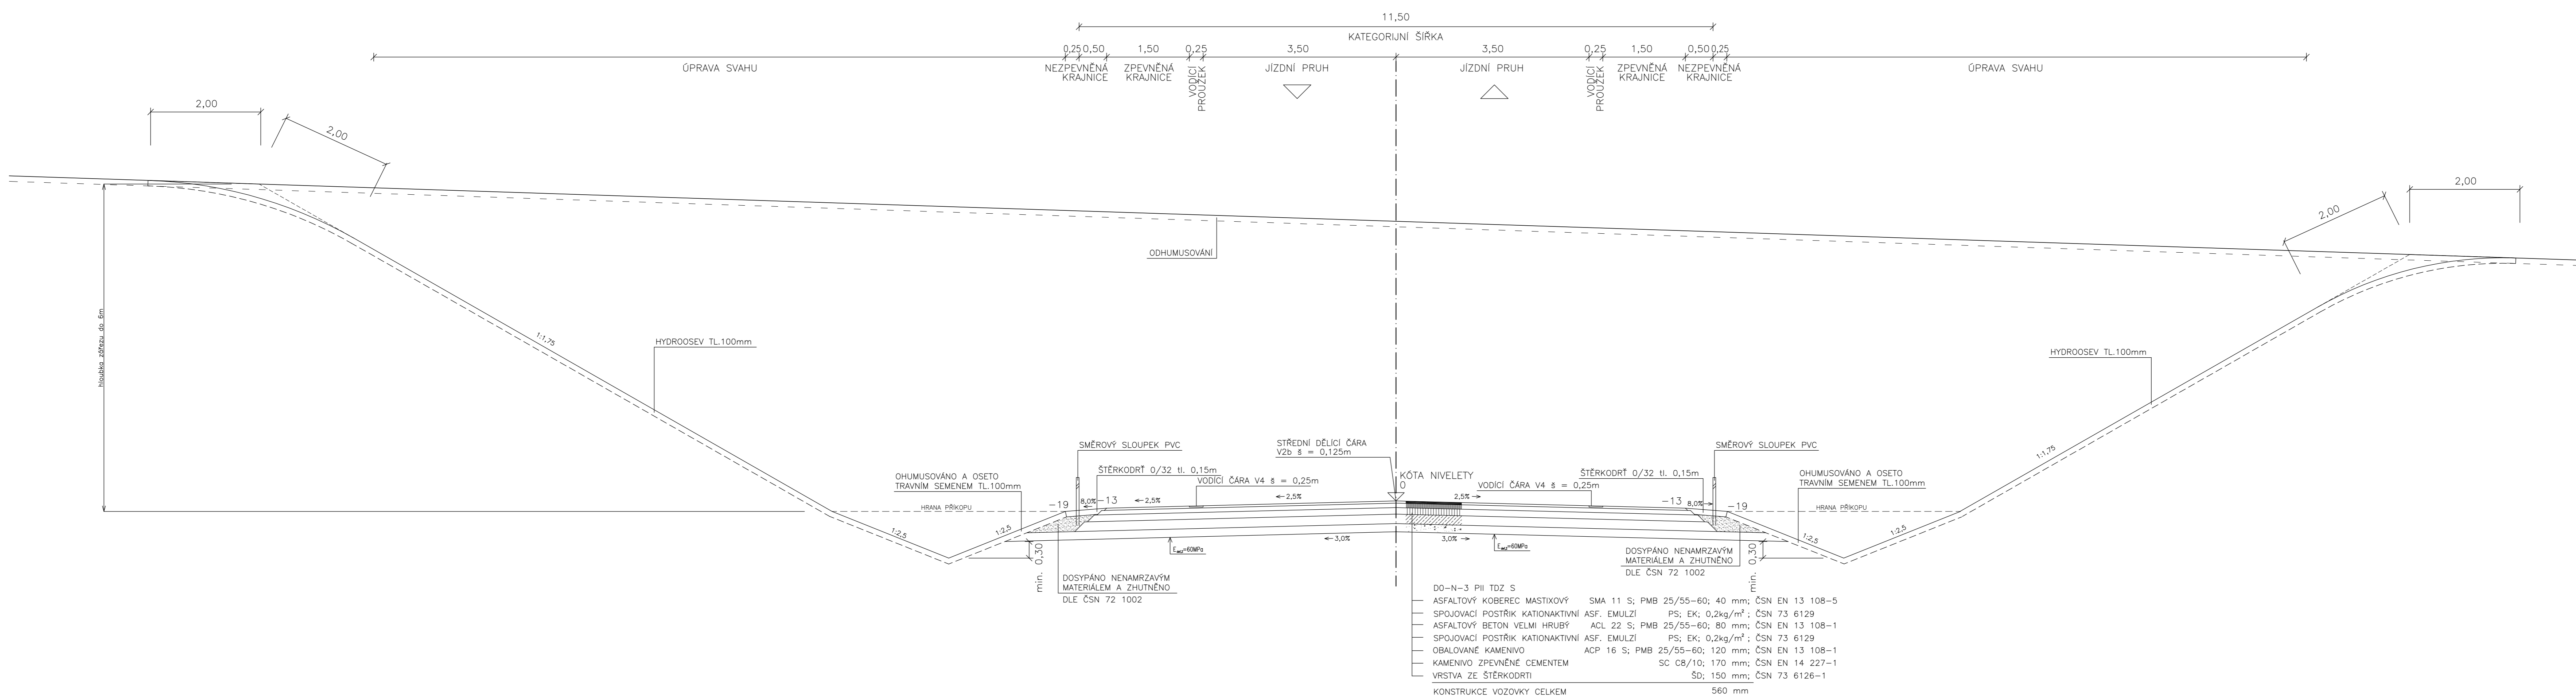 11,50
KATEGORIJNÍ ŠÍŘKA
0,25 0,50 1,50 0,25 3,50 3,50 0,25 1,50 0,50 0,25
ÚPRAVA SVAHU
NEZPEVNĚNÁ
KRAJNICE
ZPEVNĚNÁ
KRAJNICE
VODÍCÍ
PROUŽEK
JÍZDNÍ PRUH
JÍZDNÍ PRUH
VODÍCÍ
PROUŽEK
ZPEVNĚNÁ
KRAJNICE
NEZPEVNĚNÁ
KRAJNICE
ÚPRAVA SVAHU
2,00
2,00
2,00
2,00
ODHUMUSOVÁNÍ
hloubka zářezu do 6m
1:1,75
HYDROOSEV TL.100mm
HYDROOSEV TL.100mm
1:1,75
SMĚROVÝ SLOUPEK PVC
STŘEDNÍ DĚLÍCÍ ČÁRA
V2b š = 0,125m
SMĚROVÝ SLOUPEK PVC
OHUMUSOVÁNO A OSETO
TRAVNÍM SEMENEM TL.100mm
ŠTĚRKODRŤ 0/32 tl. 0,15m
VODÍCÍ ČÁRA V4 š = 0,25m
KÓTA NIVELETY
0
VODÍCÍ ČÁRA V4 š = 0,25m
ŠTĚRKODRŤ 0/32 tl. 0,15m
OHUMUSOVÁNO A OSETO
TRAVNÍM SEMENEM TL.100mm
HRANA PŘÍKOPU
-19
8,0%
-13
2,5%
2,5%
2,5%
-13
8,0%
-19
HRANA PŘÍKOPU
1:2,5
1:2,5
1:2,5
1:2,5
3,0%
3,0%
min. 0,30
min. 0,30
=60MPa
=60MPa
DOSYPÁNO NENAMRZAVÝM
MATERIÁLEM A ZHUTNĚNO
DLE ČSN 72 1002
DOSYPÁNO NENAMRZAVÝM
MATERIÁLEM A ZHUTNĚNO
DLE ČSN 72 1002
D0-N-3 PII TDZ S
ASFALTOVÝ KOBEREC MASTIXOVÝ SMA 11 S; PMB 25/55-60; 40 mm; ČSN EN 13 108-5
SPOJOVACÍ POSTŘIK KATIONAKTIVNÍ ASF. EMULZÍ PS; EK; 0,2kg/m²; ČSN 73 6129
ASFALTOVÝ BETON VELMI HRUBÝ ACL 22 S; PMB 25/55-60; 80 mm; ČSN EN 13 108-1
SPOJOVACÍ POSTŘIK KATIONAKTIVNÍ ASF. EMULZÍ PS; EK; 0,2kg/m²; ČSN 73 6129
OBALOVANÉ KAMENIVO ACP 16 S; PMB 25/55-60; 120 mm; ČSN EN 13 108-1
KAMENIVO ZPEVNĚNÉ CEMENTEM SC C8/10; 170 mm; ČSN EN 14 227-1
VRSTVA ZE ŠTĚRKODRTI ŠD; 150 mm; ČSN 73 6126-1
KONSTRUKCE VOZOVKY CELKEM 560 mm